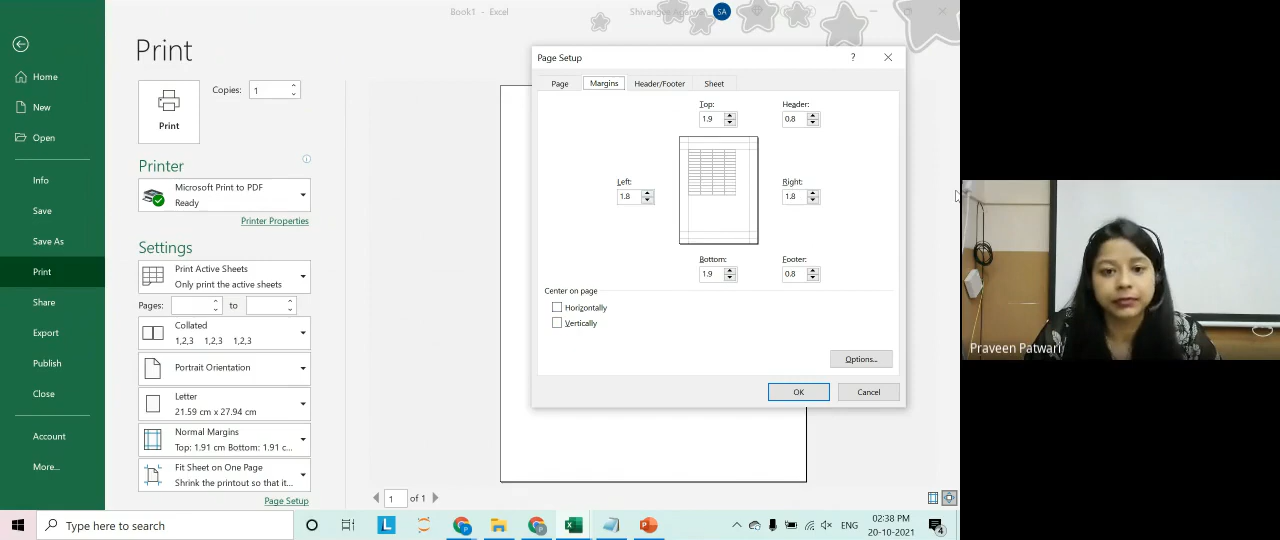 Book1 - Excel
Shivangee Agarwal
SA
Home
New
Open
Info
Save
Save As
Print
Share
Export
Publish
Close
Account
More...
Print
Print
Copies: 1
Printer
Microsoft Print to PDF
Ready
Printer Properties
Settings
Print Active Sheets
Only print the active sheets
Pages: to
Collated
1,2,3 1,2,3 1,2,3
Portrait Orientation
Letter
21.59 cm x 27.94 cm
Normal Margins
Top: 1.91 cm Bottom: 1.91 c...
Fit Sheet on One Page
Shrink the printout so that it...
Page Setup
1 of 1
Page Setup
?
Page Margins Header/Footer Sheet
Top: 1.9
Header: 0.8
Left: 1.8
Right: 1.8
Bottom: 1.9
Footer: 0.8
Center on page
Horizontally
Vertically
Options...
OK Cancel
Praveen Patwari
Type here to search
L
P
P
ENG
02:38 PM
20-10-2021
4